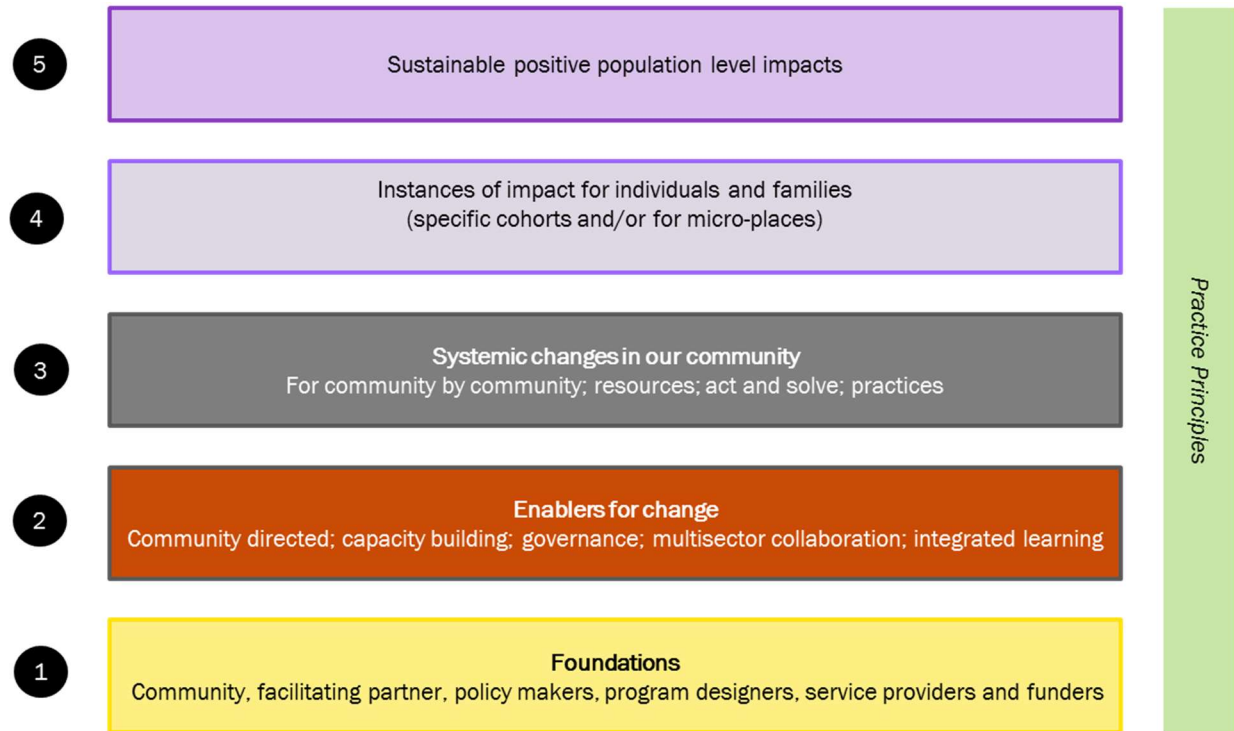 5
Sustainable positive population level impacts
4
Instances of impact for individuals and families
(specific cohorts and/or for micro-places)
3
Systemic changes in our community
For community by community; resources; act and solve; practices
2
Enablers for change
Community directed; capacity building; governance; multisector collaboration; integrated learning
1
Foundations
Community, facilitating partner, policy makers, program designers, service providers and funders
Practice Principles